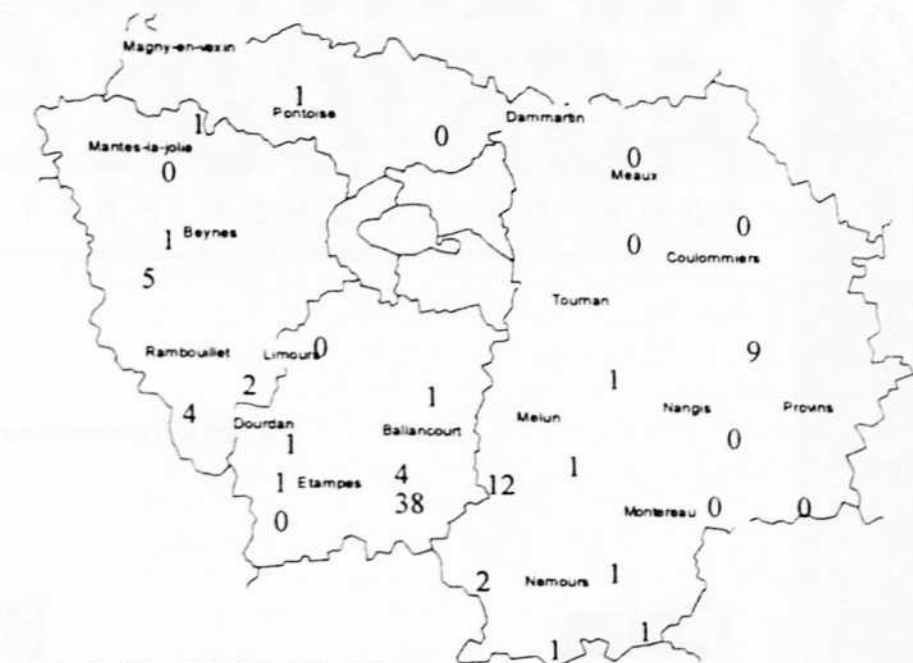 Magny-en-vexin
1
Pontoise
1
0
Dammartin
Mantes-la-jolie
0
0
Meaux
1
Beynes
0
0
Coulommiers
5
Tournan
Rambouillet
Limours
0
9
2
1
1
4
Dourdan
Ballancourt
Melun
Nangis
Provins
1
0
1
Etampes
4
1
38
12
0
Montereau
0
0
2
Nemours
1
1
1